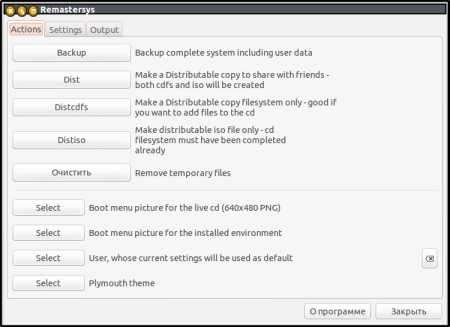 Remastersys
Actions Settings Output
Backup Backup complete system including user data
Dist Make a Distributable copy to share with friends -
both cdfs and iso will be created
Distcdfs Make a Distributable copy filesystem only - good if
you want to add files to the cd
Distiso Make distributable iso file only - cd
filesystem must have been completed
already
Очистить Remove temporary files
Select Boot menu picture for the live cd (640x480 PNG)
Select Boot menu picture for the installed environment
Select User, whose current settings will be used as default
Select Plymouth theme
О программе Закрыть